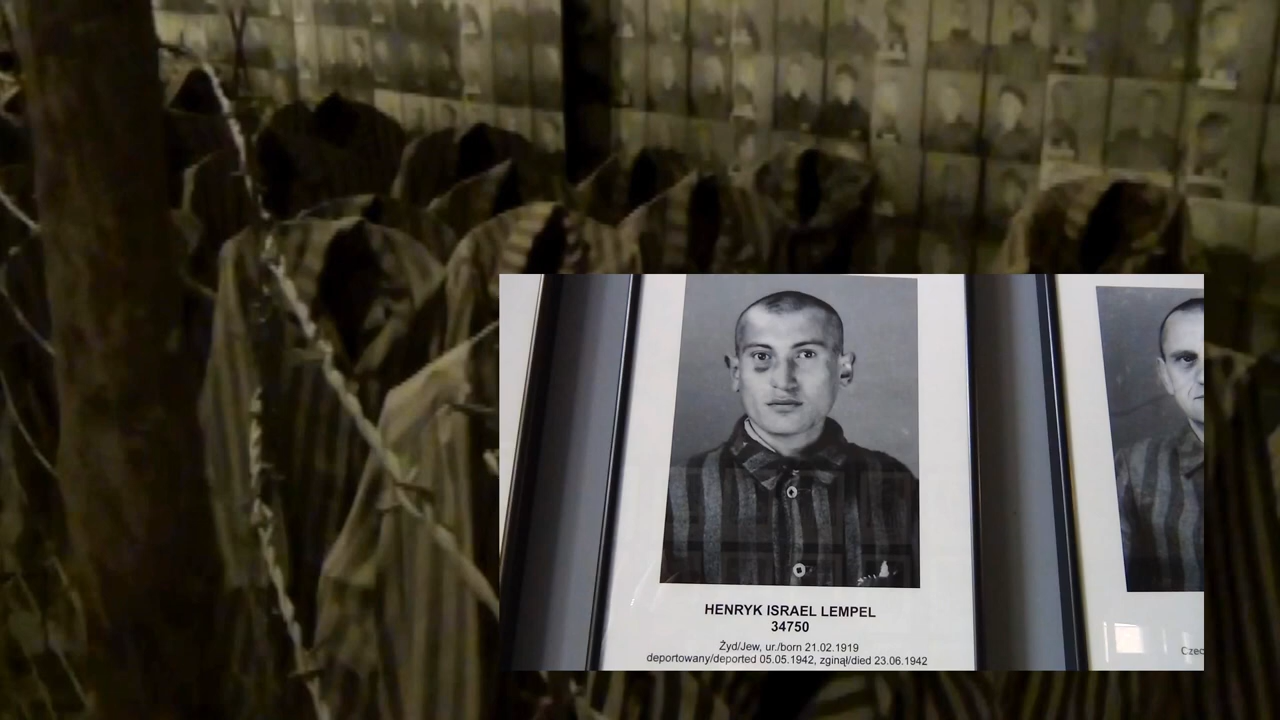 HENRYK ISRAEL LEMPEL
34750
Żyd/Jew, ur./born 21.02.1919
deportowany/deported 05.05.1942, zginął/died 23.06.1942